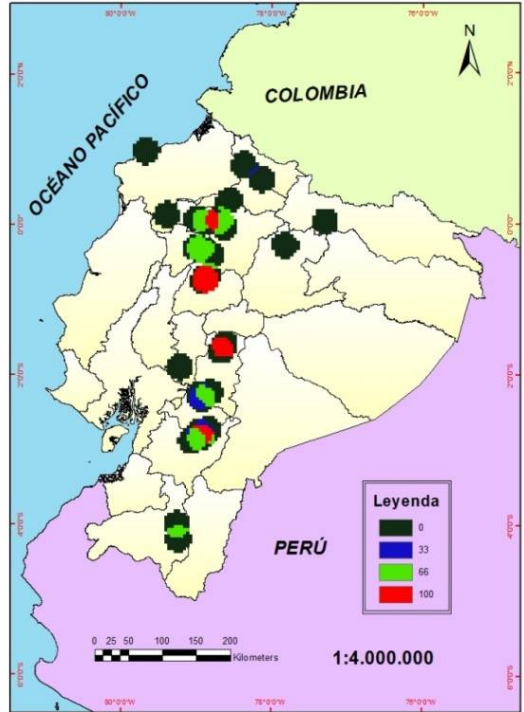 80°0'0"S 78°0'0"S 76°0'0"S
N
2°0'0"S
COLOMBIA
OCÉANO PACÍFICO
0°0'0"S
2°0'0"S
4°0'0"S
Leyenda
0
33
66
100
PERÚ
0 25 50 100 150 200
Kilometers
1:4.000.000
6°0'0"S